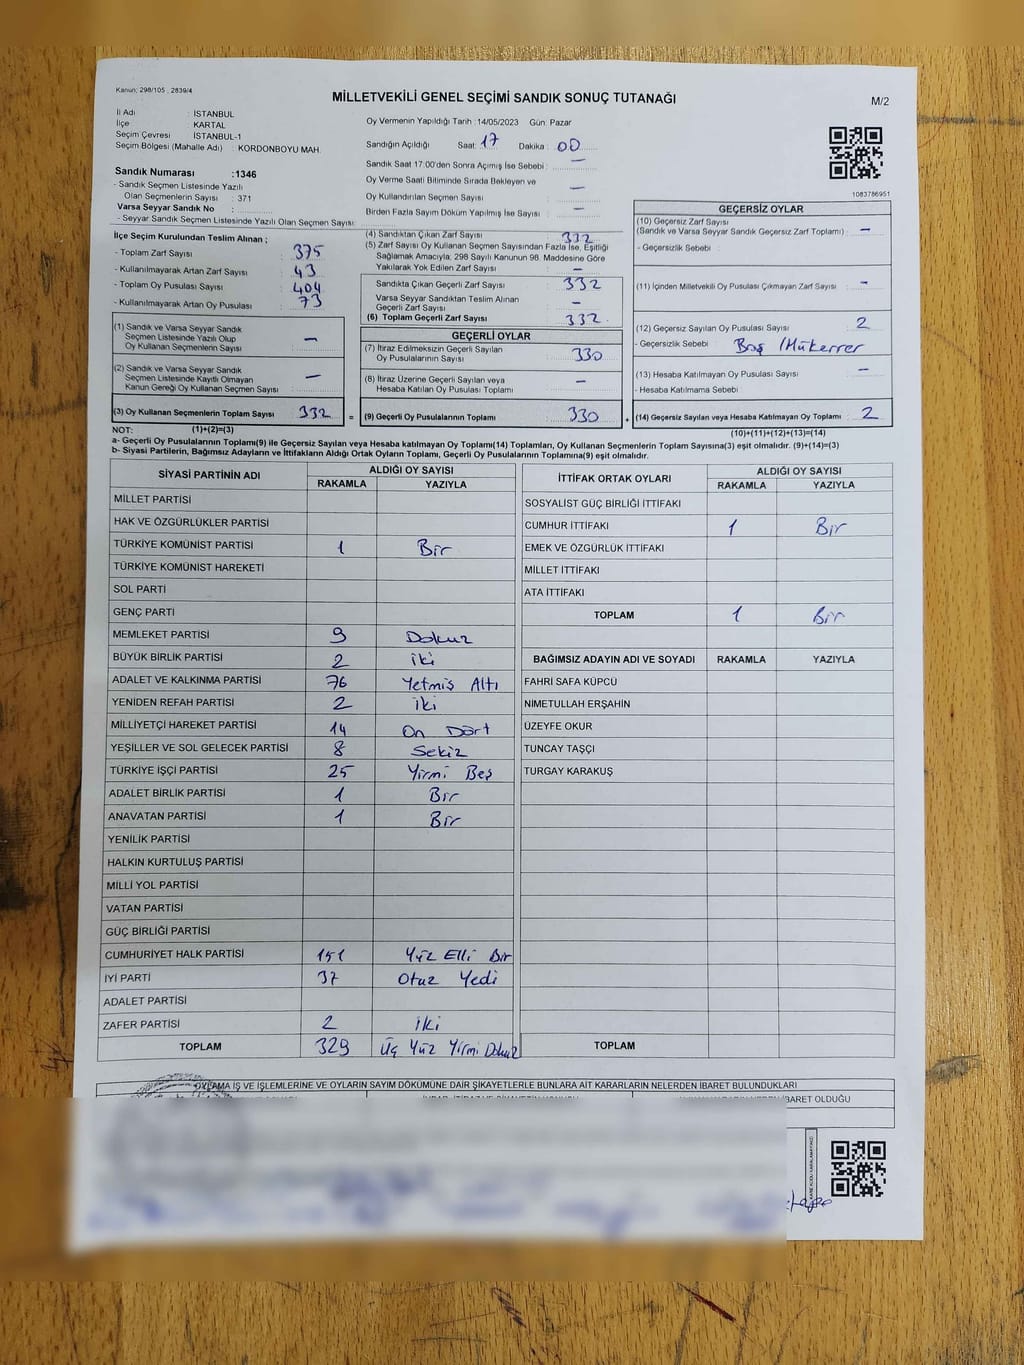 Kanun: 298/105 , 2839/4
MİLLETVEKİLİ GENEL SEÇİMİ SANDIK SONUÇ TUTANAĞI
M/2
İl Adı : İSTANBUL
İlçe : KARTAL
Seçim Çevresi : İSTANBUL-1
Seçim Bölgesi (Mahalle Adı) : KORDONBOYU MAH.
Sandık Numarası :1346
- Sandık Seçmen Listesinde Yazılı
Olan Seçmenlerin Sayısı : 371
Varsa Seyyar Sandık No :
- Seyyar Sandık Seçmen Listesinde Yazılı Olan Seçmen Sayısı:
Oy Vermenin Yapıldığı Tarih :14/05/2023 Gün: Pazar
Sandığın Açıldığı Saat: 17 Dakika: 00
Sandık Saat 17:00'den Sonra Açılmış İse Sebebi : —
Oy Verme Saati Bitiminde Sırada Bekleyen ve
Oy Kullandırılan Seçmen Sayısı : —
Birden Fazla Sayım Döküm Yapılmış İse Sayısı : —
1083786951
İlçe Seçim Kurulundan Teslim Alınan ;
- Toplam Zarf Sayısı : 375
- Kullanılmayarak Artan Zarf Sayısı : 43
- Toplam Oy Pusulası Sayısı : 404
- Kullanılmayarak Artan Oy Pusulası : 73
(4) Sandıktan Çıkan Zarf Sayısı : 332
(5) Zarf Sayısı Oy Kullanan Seçmen Sayısından Fazla İse, Eşitliği
Sağlamak Amacıyla, 298 Sayılı Kanunun 98. Maddesine Göre
Yakılarak Yok Edilen Zarf Sayısı : —
Sandıkta Çıkan Geçerli Zarf Sayısı : 332
Varsa Seyyar Sandıktan Teslim Alınan
Geçerli Zarf Sayısı : —
(6) Toplam Geçerli Zarf Sayısı : 332
GEÇERSİZ OYLAR
(10) Geçersiz Zarf Sayısı
(Sandık ve Varsa Seyyar Sandık Geçersiz Zarf Toplamı) : —
- Geçersizlik Sebebi :
(11) İçinden Milletvekili Oy Pusulası Çıkmayan Zarf Sayısı : —
(12) Geçersiz Sayılan Oy Pusulası Sayısı : 2
- Geçersizlik Sebebi : Boş / Mükerrer
(13) Hesaba Katılmayan Oy Pusulası Sayısı : —
- Hesaba Katılmama Sebebi :
(14) Geçersiz Sayılan veya Hesaba Katılmayan Oy Toplamı : 2
(10)+(11)+(12)+(13)=(14)
(1) Sandık ve Varsa Seyyar Sandık
Seçmen Listesinde Yazılı Olup
Oy Kullanan Seçmenlerin Sayısı : —
(2) Sandık ve Varsa Seyyar Sandık
Seçmen Listesinde Kayıtlı Olmayan
Kanun Gereği Oy Kullanan Seçmen Sayısı : —
(3) Oy Kullanan Seçmenlerin Toplam Sayısı : 332 =
(1)+(2)=(3)
GEÇERLİ OYLAR
(7) İtiraz Edilmeksizin Geçerli Sayılan
Oy Pusulalarının Sayısı : 330
(8) İtiraz Üzerine Geçerli Sayılan veya
Hesaba Katılan Oy Pusulası Toplamı : —
(9) Geçerli Oy Pusulalarının Toplamı : 330 +
NOT:
a- Geçerli Oy Pusulalarının Toplamı(9) ile Geçersiz Sayılan veya Hesaba katılmayan Oy Toplamı(14) Toplamları, Oy Kullanan Seçmenlerin Toplam Sayısına(3) eşit olmalıdır. (9)+(14)=(3)
b- Siyasi Partilerin, Bağımsız Adayların ve İttifakların Aldığı Ortak Oyların Toplamı, Geçerli Oy Pusulalarının Toplamına(9) eşit olmalıdır.
SİYASİ PARTİNİN ADI ALDIĞI OY SAYISI
RAKAMLA YAZIYLA
MİLLET PARTİSİ
HAK VE ÖZGÜRLÜKLER PARTİSİ
TÜRKİYE KOMÜNİST PARTİSİ 1 Bir
TÜRKİYE KOMÜNİST HAREKETİ
SOL PARTİ
GENÇ PARTİ
MEMLEKET PARTİSİ 9 Dokuz
BÜYÜK BİRLİK PARTİSİ 2 iki
ADALET VE KALKINMA PARTİSİ 76 Yetmiş Altı
YENİDEN REFAH PARTİSİ 2 iki
MİLLİYETÇİ HAREKET PARTİSİ 14 On Dört
YEŞİLLER VE SOL GELECEK PARTİSİ 8 Sekiz
TÜRKİYE İŞÇİ PARTİSİ 25 Yirmi Beş
ADALET BİRLİK PARTİSİ 1 Bir
ANAVATAN PARTİSİ 1 Bir
YENİLİK PARTİSİ
HALKIN KURTULUŞ PARTİSİ
MİLLİ YOL PARTİSİ
VATAN PARTİSİ
GÜÇ BİRLİĞİ PARTİSİ
CUMHURİYET HALK PARTİSİ 151 Yüz Elli Bir
İYİ PARTİ 37 Otuz Yedi
ADALET PARTİSİ
ZAFER PARTİSİ 2 İki
TOPLAM 329 Üç Yüz Yirmi Dokuz
İTTİFAK ORTAK OYLARI ALDIĞI OY SAYISI
RAKAMLA YAZIYLA
SOSYALİST GÜÇ BİRLİĞİ İTTİFAKI
CUMHUR İTTİFAKI 1 Bir
EMEK VE ÖZGÜRLÜK İTTİFAKI
MİLLET İTTİFAKI
ATA İTTİFAKI
TOPLAM 1 Bir
BAĞIMSIZ ADAYIN ADI VE SOYADI RAKAMLA YAZIYLA
FAHRİ SAFA KÜPCÜ
NİMETULLAH ERŞAHİN
ÜZEYFE OKUR
TUNCAY TAŞÇI
TURGAY KARAKUŞ
TOPLAM
OYLAMA İŞ VE İŞLEMLERİNE VE OYLARIN SAYIM DÖKÜMÜNE DAİR ŞİKAYETLERLE BUNLARA AİT KARARLARIN NELERDEN İBARET BULUNDUKLARI
İBARET OLDUĞU